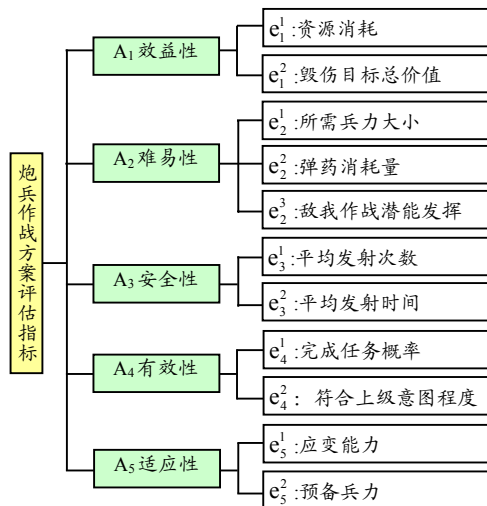 炮兵作战方案评估指标
A₁效益性
e₁¹:资源消耗
e₁²:毁伤目标总价值
A₂难易性
e₂¹:所需兵力大小
e₂²:弹药消耗量
e₂³:敌我作战潜能发挥
A₃安全性
e₃¹:平均发射次数
e₃²:平均发射时间
A₄有效性
e₄¹:完成任务概率
e₄²: 符合上级意图程度
A₅适应性
e₅¹:应变能力
e₅²:预备兵力